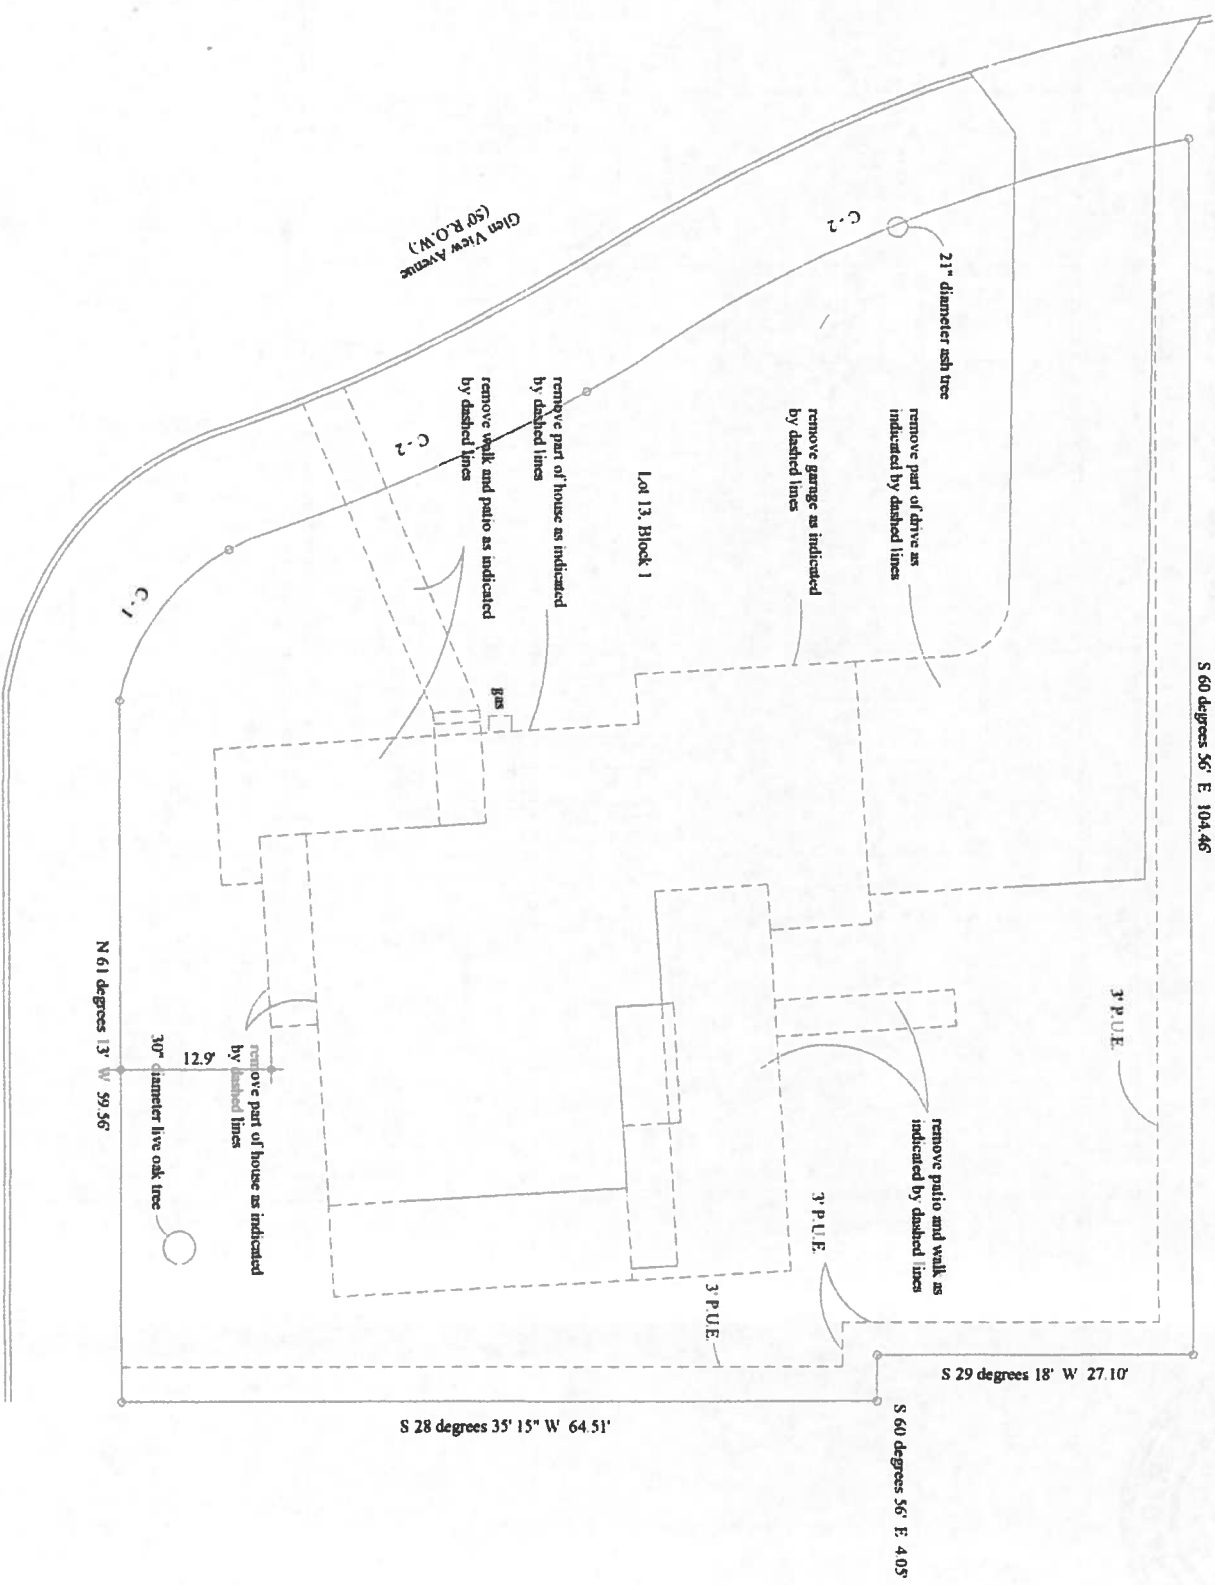 Glen View Avenue
(50' R.O.W.)
C-2
21" diameter ash tree
remove part of drive as
indicated by dashed lines
remove garage as indicated
by dashed lines
Lot 13, Block 1
remove part of house as indicated
by dashed lines
remove walk and patio as indicated
by dashed lines
C-2
C-1
gas
S 60 degrees 56' E 104.46'
3' P.U.E.
remove patio and walk as
indicated by dashed lines
3' P.U.E.
3' P.U.E.
S 29 degrees 18' W 27.10'
S 60 degrees 56' E 4.05'
S 28 degrees 35' 15" W 64.51'
remove part of house as indicated
by dashed lines
12.9'
30" diameter live oak tree
N 61 degrees 13' W 59.56'